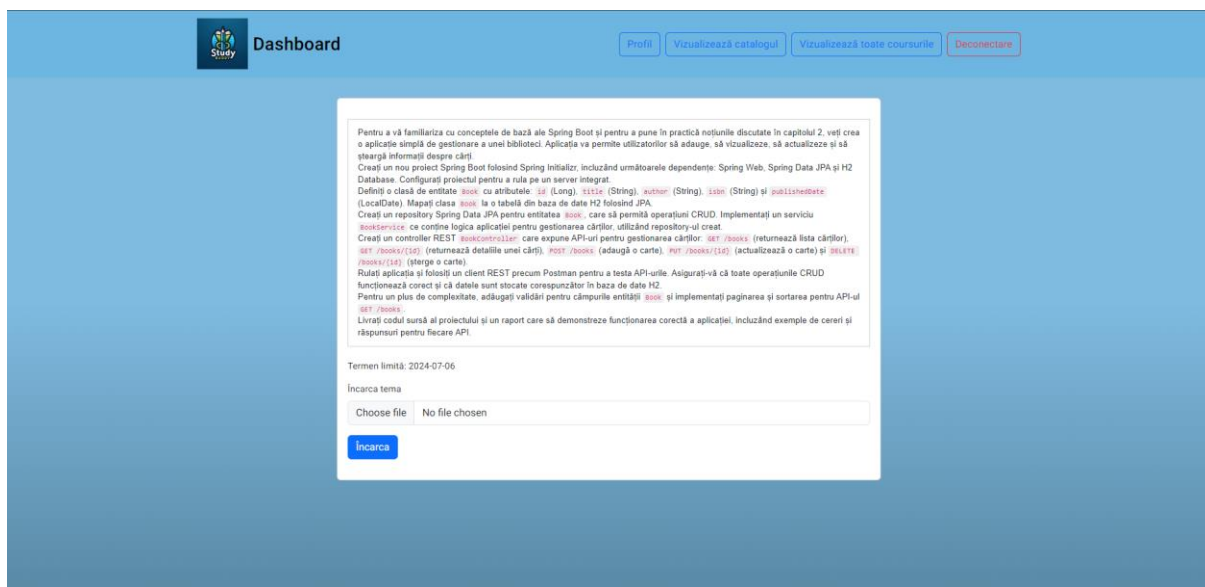 Study
Dashboard
Profil
Vizualizează catalogul
Vizualizează toate coursurile
Deconectare
Pentru a vă familiariza cu conceptele de bază ale Spring Boot și pentru a pune în practică noțiunile discutate în capitolul 2, veți crea
o aplicație simplă de gestionare a unei biblioteci. Aplicația va permite utilizatorilor să adauge, să vizualizeze, să actualizeze și să
șteargă informații despre cărți.
Creați un nou proiect Spring Boot folosind Spring Initializr, incluzând următoarele dependențe: Spring Web, Spring Data JPA și H2
Database. Configurați proiectul pentru a rula pe un server integrat.
Definiți o clasă de entitate Book cu atributele: id (Long), title (String), author (String), isbn (String) și publishedDate
(LocalDate). Mapați clasa Book la o tabelă din baza de date H2 folosind JPA.
Creați un repository Spring Data JPA pentru entitatea Book, care să permită operațiuni CRUD. Implementați un serviciu
BookService ce conține logica aplicației pentru gestionarea cărților, utilizând repository-ul creat.
Creați un controller REST BookController care expune API-uri pentru gestionarea cărților: GET /books (returnează lista cărților),
GET /books/{id} (returnează detaliile unei cărți), POST /books (adaugă o carte), PUT /books/{id} (actualizează o carte) și DELETE
/books/{id} (șterge o carte).
Rulați aplicația și folosiți un client REST precum Postman pentru a testa API-urile. Asigurați-vă că toate operațiunile CRUD
funcționează corect și că datele sunt stocate corespunzător în baza de date H2.
Pentru un plus de complexitate, adăugați validări pentru câmpurile entității Book și implementați paginarea și sortarea pentru API-ul
GET /books.
Livrați codul sursă al proiectului și un raport care să demonstreze funcționarea corectă a aplicației, incluzând exemple de cereri și
răspunsuri pentru fiecare API.
Termen limită: 2024-07-06
Încarca tema
Choose file No file chosen
Încarca